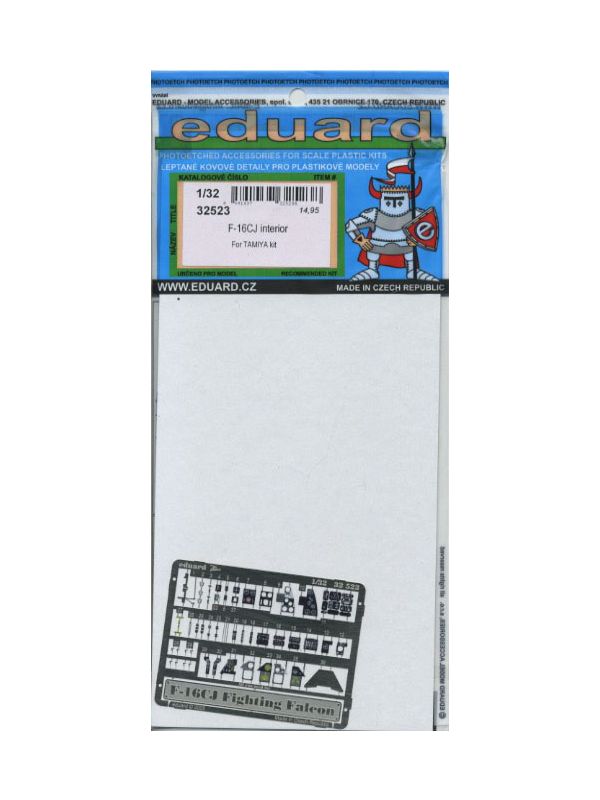 PHOTOETCH PHOTOETCH PHOTOETCH PHOTOETCH PHOTOETCH PHOTOETCH PHOTOETCH PHOTOETCH
EDUARD - MODEL ACCESSORIES, spol. 435 21 OBRNICE 170, CZECH REPUBLIC
eduard
PHOTOETCHED ACCESSORIES FOR SCALE PLASTIC KITS
LEPTANÉ KOVOVÉ DETAILY PRO PLASTIKOVÉ MODELY
KATALOGOVÉ ČÍSLO ITEM #
NÁZEV TITLE
1/32
32523
14,95
F-16CJ interior
For TAMIYA kit
URČENO PRO MODEL RECOMMENDED KIT
e
WWW.EDUARD.CZ MADE IN CZECH REPUBLIC
eduard 1/32 32 523
F-16CJ Fighting Falcon
Made in Czech Republic
© EDUARD MODEL ACCESSORIES, s.r.o.